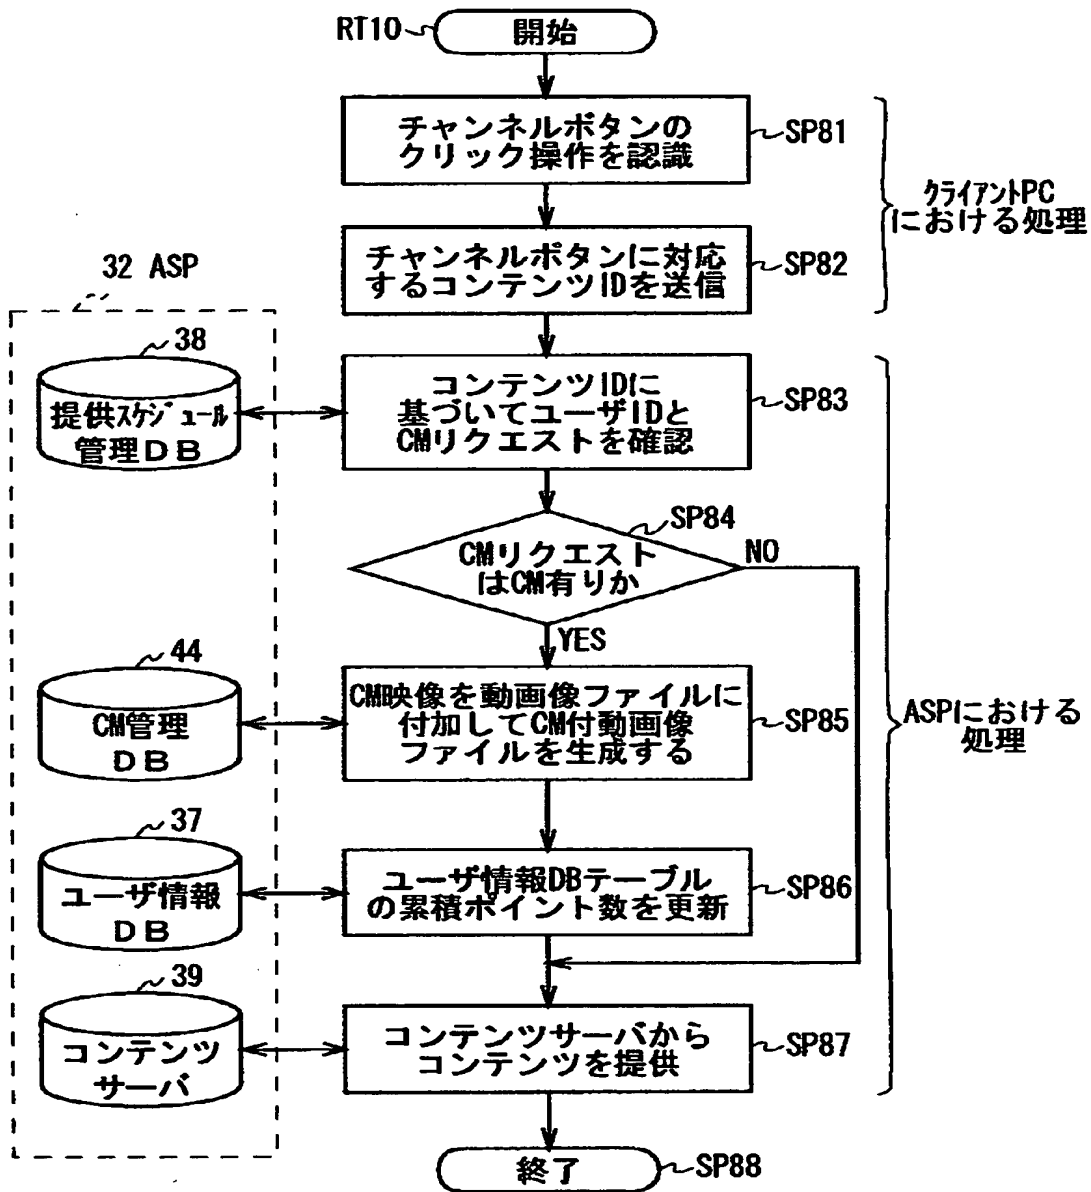 RT10
開始
チャンネルボタンの
クリック操作を認識
SP81
クライアントPC
における処理
チャンネルボタンに対応
するコンテンツIDを送信
SP82
32 ASP
38
提供スケジュール
管理DB
コンテンツIDに
基づいてユーザIDと
CMリクエストを確認
SP83
SP84
CMリクエスト
はCM有りか
NO
YES
44
CM管理
DB
CM映像を動画像ファイルに
付加してCM付動画像
ファイルを生成する
SP85
ASPにおける
処理
37
ユーザ情報
DB
ユーザ情報DBテーブル
の累積ポイント数を更新
SP86
39
コンテンツ
サーバ
コンテンツサーバから
コンテンツを提供
SP87
終了
SP88